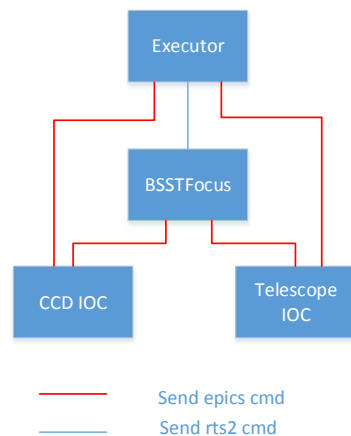 Executor
BSSTFocus
CCD IOC
Telescope
IOC
Send epics cmd
Send rts2 cmd